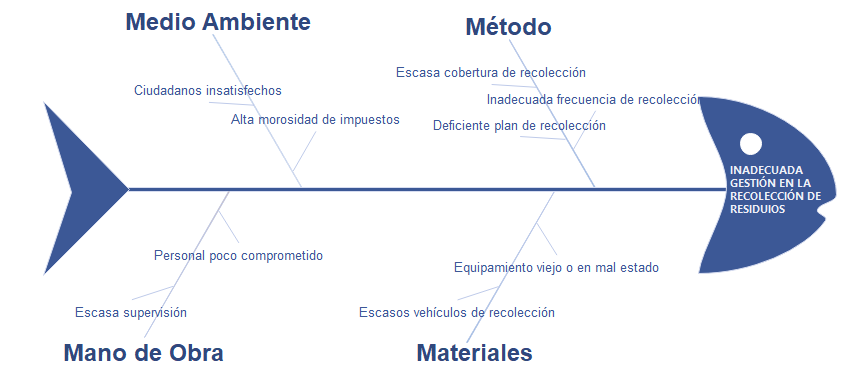 Medio Ambiente
Método
Ciudadanos insatisfechos
Alta morosidad de impuestos
Escasa cobertura de recolección
Inadecuada frecuencia de recolección
Deficiente plan de recolección
INADECUADA
GESTIÓN EN LA
RECOLECCIÓN DE
RESIDUIOS
Personal poco comprometido
Escasa supervisión
Equipamiento viejo o en mal estado
Escasos vehículos de recolección
Mano de Obra
Materiales